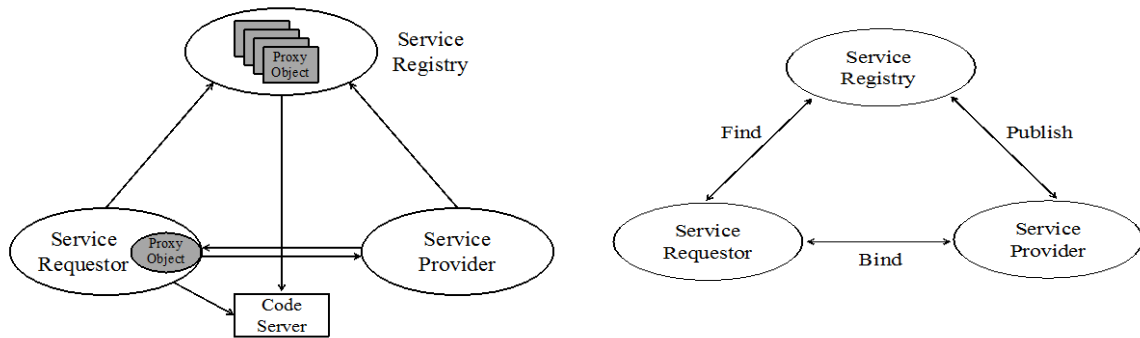 Proxy
Object
Service
Registry
Service
Requestor
Proxy
Object
Service
Provider
Code
Server
Service
Registry
Find
Publish
Service
Requestor
Bind
Service
Provider